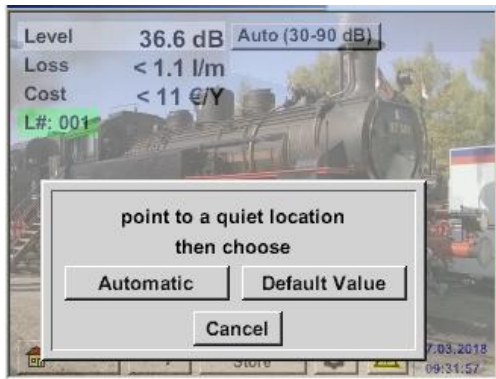 Level 36.6 dB Auto (30-90 dB)
Loss < 1.1 l/m
Cost < 11 €/Y
L#: 001
point to a quiet location
then choose
Automatic Default Value
Cancel
Store
7.03.2018
09:31:57